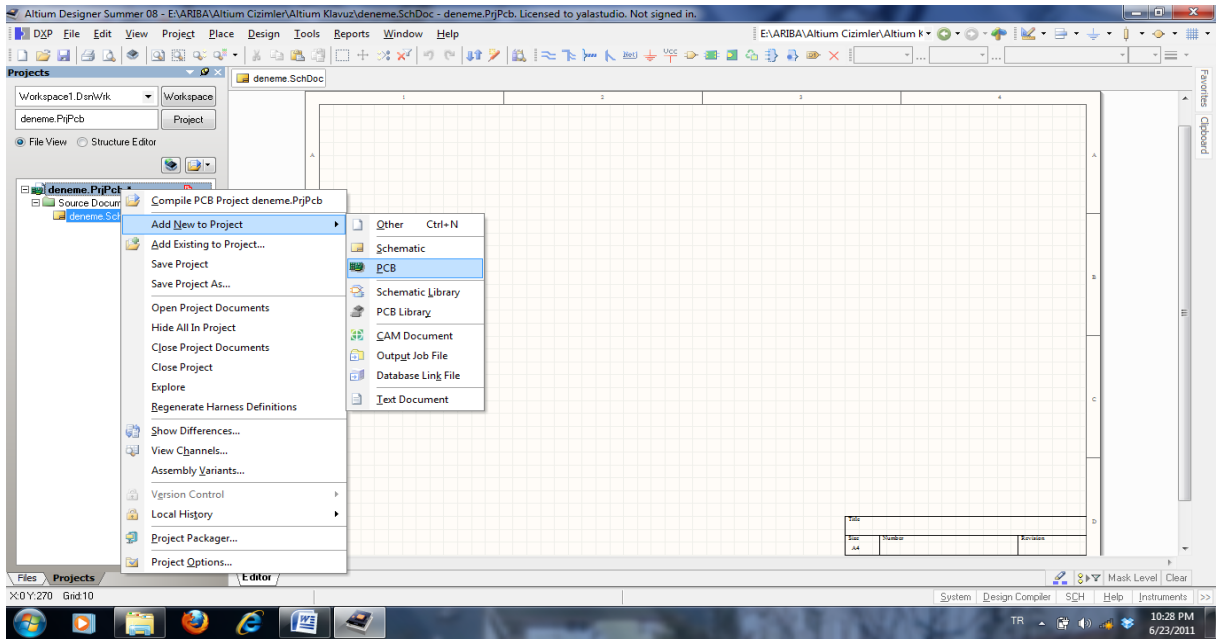 Altium Designer Summer 08 - E:\ARIBA\Altium Cizimler\Altium Klavuz\deneme.SchDoc - deneme.PrjPcb. Licensed to yalastudio. Not signed in.
DXP File Edit View Project Place Design Tools Reports Window Help
E:\ARIBA\Altium Cizimler\Altium K
Projects
deneme.SchDoc
Workspace1.DsnWrk
Workspace
deneme.PrjPcb
Project
File View
Structure Editor
deneme.PrjPcb *
Source Docum
deneme.Sch
Compile PCB Project deneme.PrjPcb
Add New to Project
Add Existing to Project...
Save Project
Save Project As...
Open Project Documents
Hide All In Project
Close Project Documents
Close Project
Explore
Regenerate Harness Definitions
Show Differences...
View Channels...
Assembly Variants...
Version Control
Local History
Project Packager...
Project Options...
Other Ctrl+N
Schematic
PCB
Schematic Library
PCB Library
CAM Document
Output Job File
Database Link File
Text Document
1 2 3 4
A A
B
C
D
Title
Size Number Revision
A4
Favorites
Clipboard
Files Projects
Editor
Mask Level Clear
X:0 Y:270 Grid:10
System Design Compiler SCH Help Instruments >>
TR
10:28 PM
6/23/2011